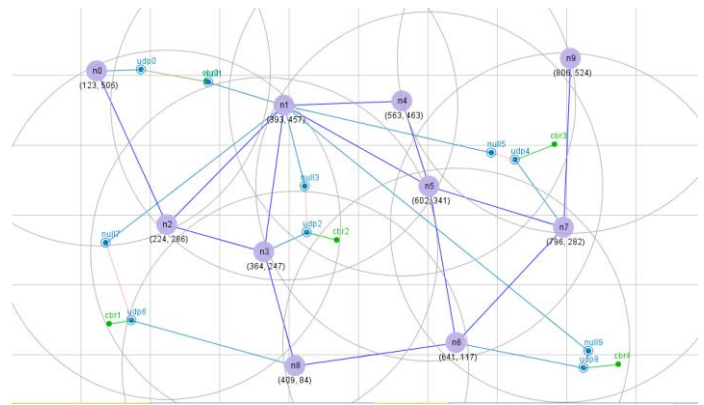 n0
(123, 506)
udp0
null1
n1
(393, 457)
n4
(563, 463)
n9
(806, 524)
null5
udp4
cbr3
null3
n5
(602, 341)
n2
(224, 286)
null7
udp2
cbr2
n3
(364, 247)
n7
(796, 282)
cbr1
udp6
n6
(641, 117)
null9
udp8
cbr4
n8
(409, 84)